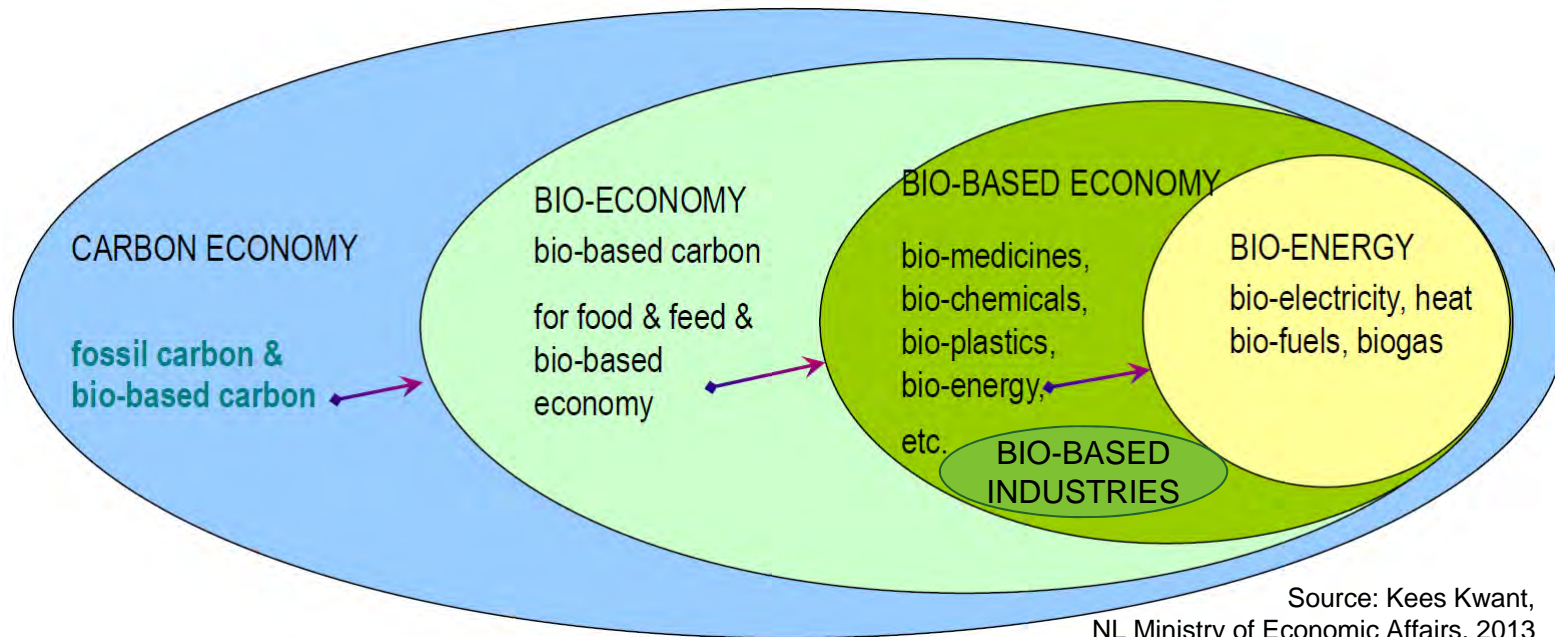 CARBON ECONOMY
fossil carbon &
bio-based carbon
BIO-ECONOMY
bio-based carbon
for food & feed &
bio-based
economy
BIO-BASED ECONOMY
bio-medicines,
bio-chemicals,
bio-plastics,
bio-energy,
etc.
BIO-BASED
INDUSTRIES
BIO-ENERGY
bio-electricity, heat
bio-fuels, biogas
Source: Kees Kwant,
NL Ministry of Economic Affairs, 2013